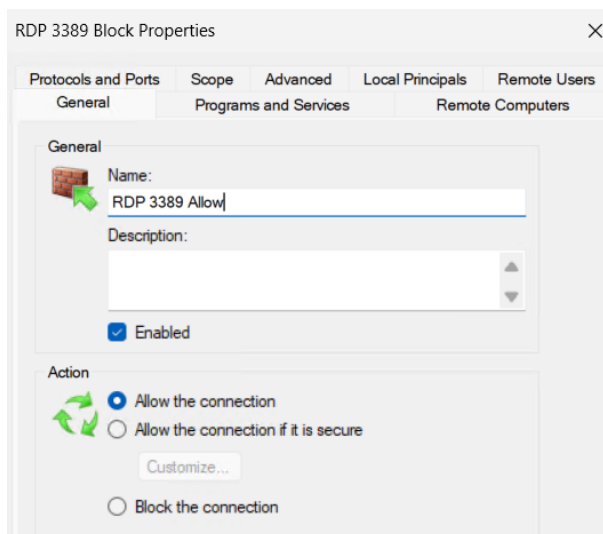 RDP 3389 Block Properties
Protocols and Ports Scope Advanced Local Principals Remote Users
General Programs and Services Remote Computers
General
Name:
RDP 3389 Allow
Description:
Enabled
Action
Allow the connection
Allow the connection if it is secure
Customize...
Block the connection